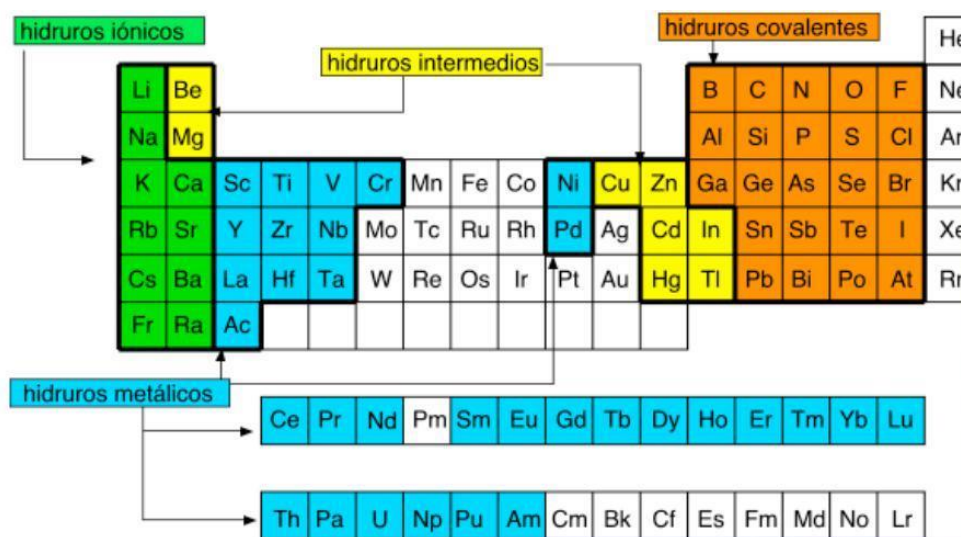 hidruros iónicos
hidruros covalentes
hidruros intermedios
He
Li Be B C N O F Ne
Na Mg Al Si P S Cl Ar
K Ca Sc Ti V Cr Mn Fe Co Ni Cu Zn Ga Ge As Se Br Kr
Rb Sr Y Zr Nb Mo Tc Ru Rh Pd Ag Cd In Sn Sb Te I Xe
Cs Ba La Hf Ta W Re Os Ir Pt Au Hg Tl Pb Bi Po At Rn
Fr Ra Ac
hidruros metálicos
Ce Pr Nd Pm Sm Eu Gd Tb Dy Ho Er Tm Yb Lu
Th Pa U Np Pu Am Cm Bk Cf Es Fm Md No Lr